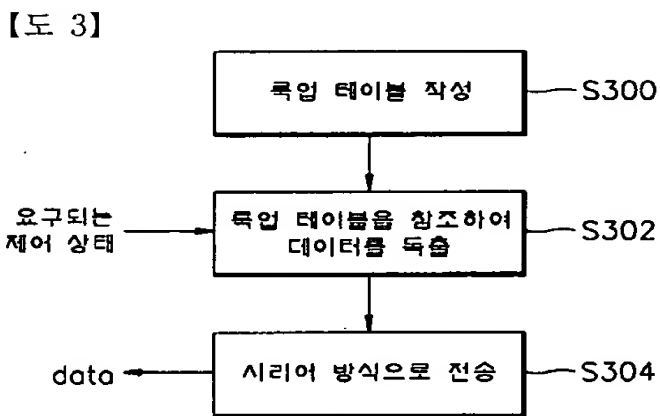 【도 3】
룩업 테이블 작성
S300
요구되는
제어 상태
룩업 테이블을 참조하여
데이터를 독출
S302
data
시리어 방식으로 전송
S304